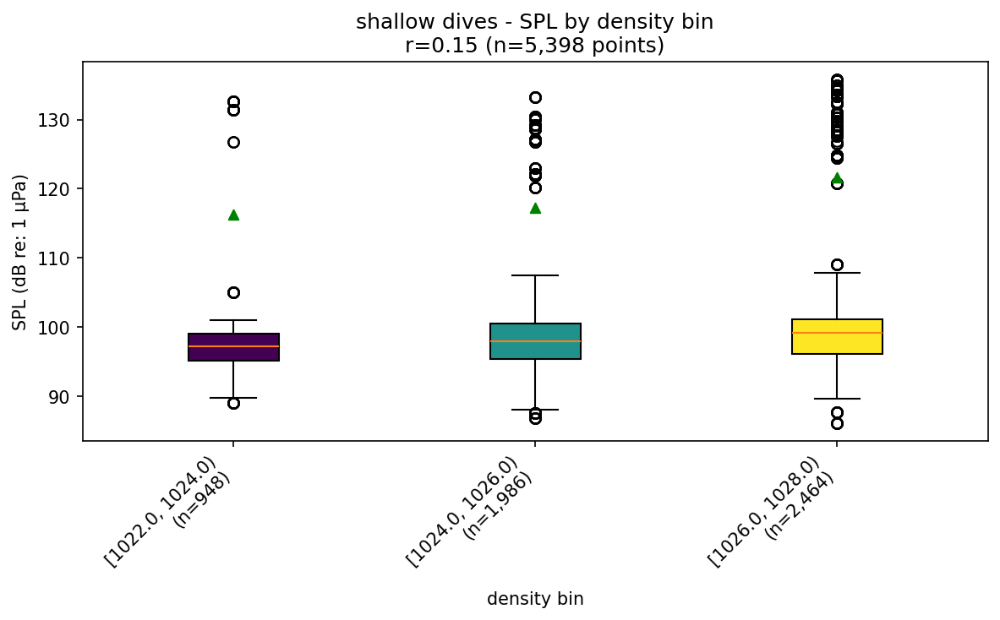 shallow dives - SPL by density bin
r=0.15 (n=5,398 points)
SPL (dB re: 1 μPa)
130
120
110
100
90
[1022.0, 1024.0)
(n=948)
[1024.0, 1026.0)
(n=1,986)
[1026.0, 1028.0)
(n=2,464)
density bin